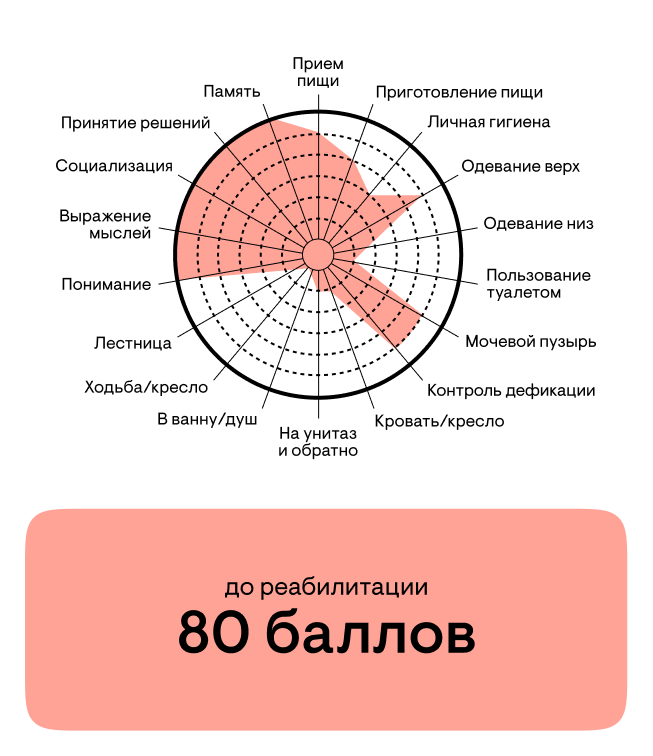 Прием
пищи
Память
Приготовление пищи
Принятие решений
Личная гигиена
Социализация
Одевание верх
Выражение
мыслей
Одевание низ
Понимание
Пользование
туалетом
Лестница
Мочевой пузырь
Ходьба/кресло
Контроль дефикации
В ванну/душ
Кровать/кресло
На унитаз
и обратно
до реабилитации
80 баллов